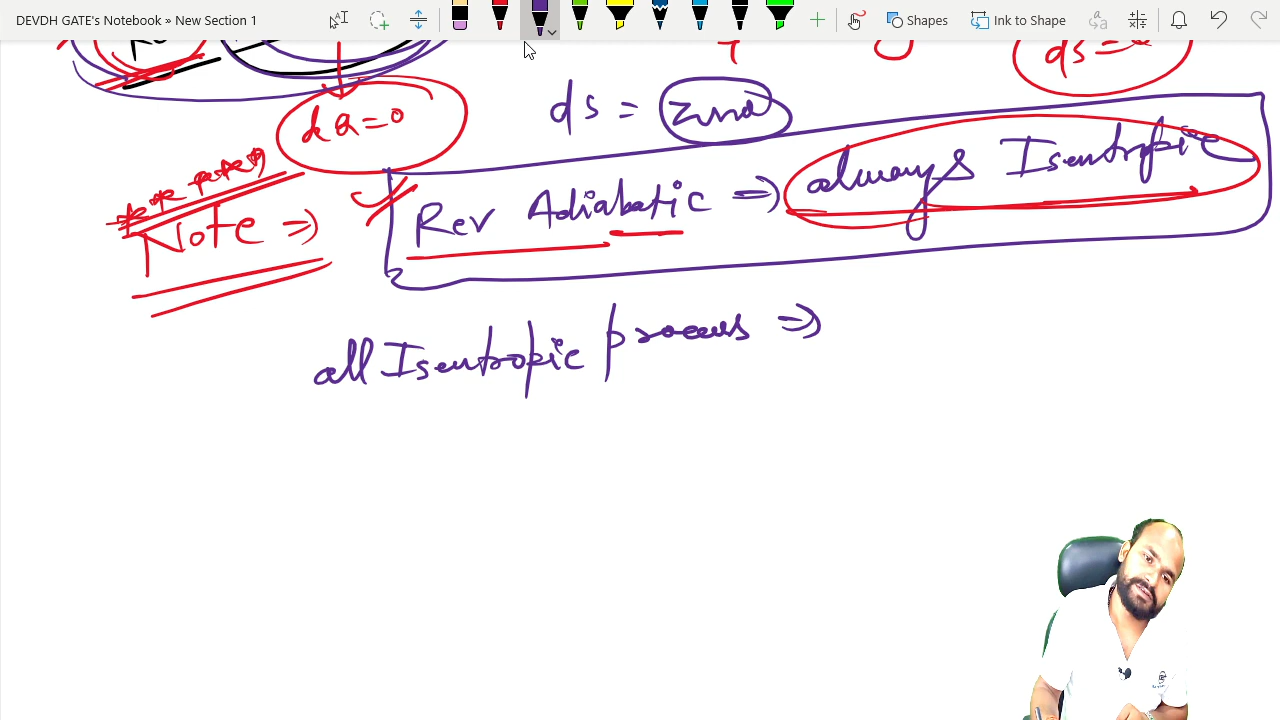 DEVDH GATE's Notebook » New Section 1
Shapes Ink to Shape
ds =
dQ=0
ds = zero
Note ⇒ Rev Adiabatic ⇒ always Isentropic
all Isentropic process ⇒